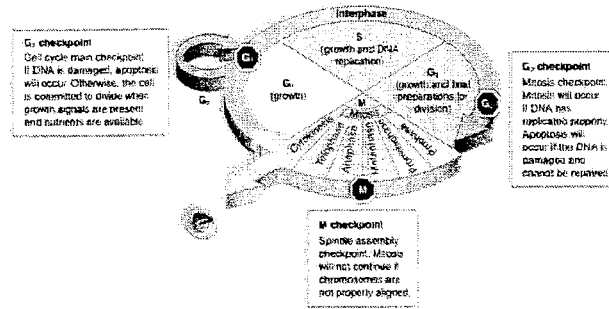 Interphase
S
(growth and DNA
replication)
G₁
(growth)
G₂
(growth and final
preparations for
division)
M
Mitosis
Cytokinesis
Telophase
Anaphase
Metaphase
Prophase
G₁
G₂
M
G₀
G₁ checkpoint
Cell cycle main checkpoint.
If DNA is damaged, apoptosis
will occur. Otherwise, the cell
is committed to divide when
growth signals are present
and nutrients are available.
G₂ checkpoint
Mitosis checkpoint.
Mitosis will occur
if DNA has
replicated properly.
Apoptosis will
occur if the DNA is
damaged and
cannot be repaired.
M checkpoint
Spindle assembly
checkpoint. Mitosis
will not continue if
chromosomes are
not properly aligned.